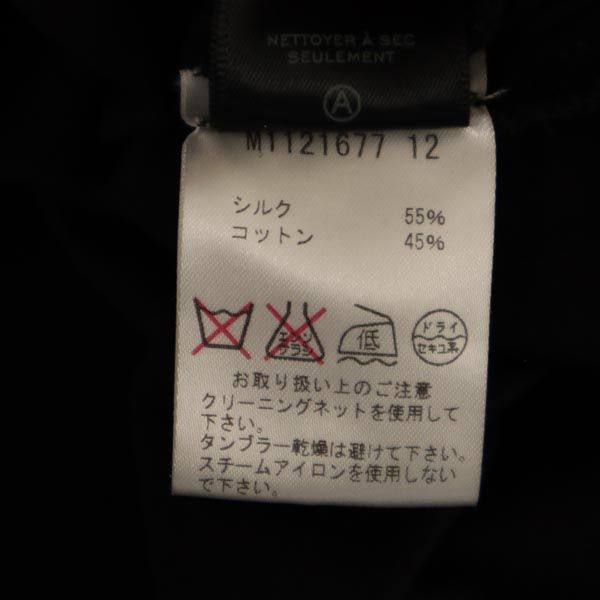 NETTOYER À SEC
SEULEMENT
A
M1121677 12
シルク 55%
コットン 45%
エンソ
サラシ
低
ドライ
セキユ系
お取り扱い上のご注意
クリーニングネットを使用して
下さい。
タンブラー乾燥は避けて下さい。
スチームアイロンを使用しない
で下さい。